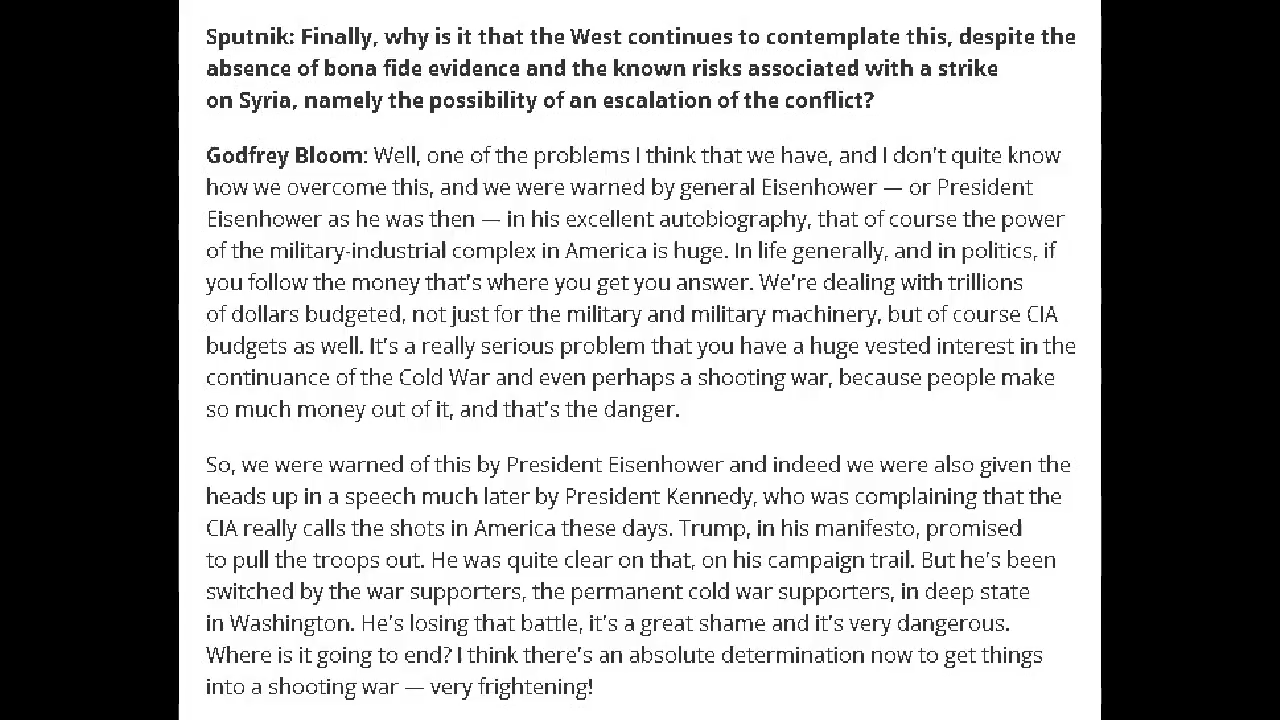 Sputnik: Finally, why is it that the West continues to contemplate this, despite the
absence of bona fide evidence and the known risks associated with a strike
on Syria, namely the possibility of an escalation of the conflict?
Godfrey Bloom: Well, one of the problems I think that we have, and I don't quite know
how we overcome this, and we were warned by general Eisenhower — or President
Eisenhower as he was then — in his excellent autobiography, that of course the power
of the military-industrial complex in America is huge. In life generally, and in politics, if
you follow the money that's where you get you answer. We're dealing with trillions
of dollars budgeted, not just for the military and military machinery, but of course CIA
budgets as well. It's a really serious problem that you have a huge vested interest in the
continuance of the Cold War and even perhaps a shooting war, because people make
so much money out of it, and that's the danger.
So, we were warned of this by President Eisenhower and indeed we were also given the
heads up in a speech much later by President Kennedy, who was complaining that the
CIA really calls the shots in America these days. Trump, in his manifesto, promised
to pull the troops out. He was quite clear on that, on his campaign trail. But he's been
switched by the war supporters, the permanent cold war supporters, in deep state
in Washington. He's losing that battle, it's a great shame and it's very dangerous.
Where is it going to end? I think there's an absolute determination now to get things
into a shooting war — very frightening!